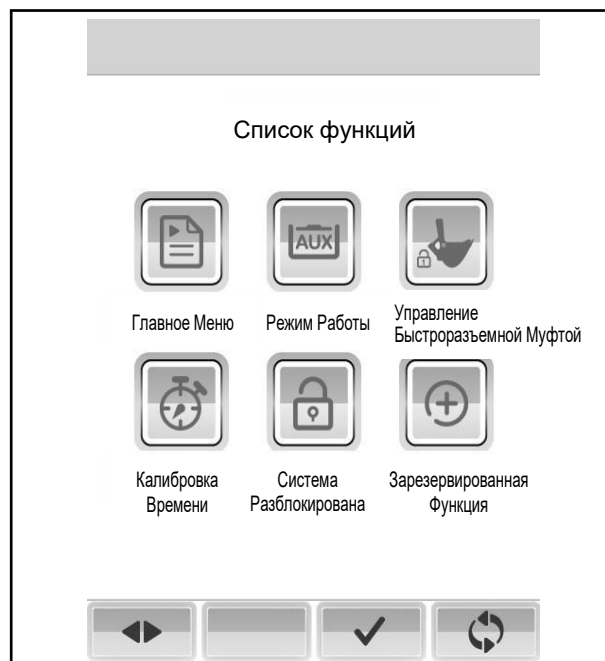 Список функций
AUX
Главное Меню
Режим Работы
Управление
Быстроразъемной Муфтой
Калибровка
Времени
Система
Разблокирована
Зарезервированная
Функция